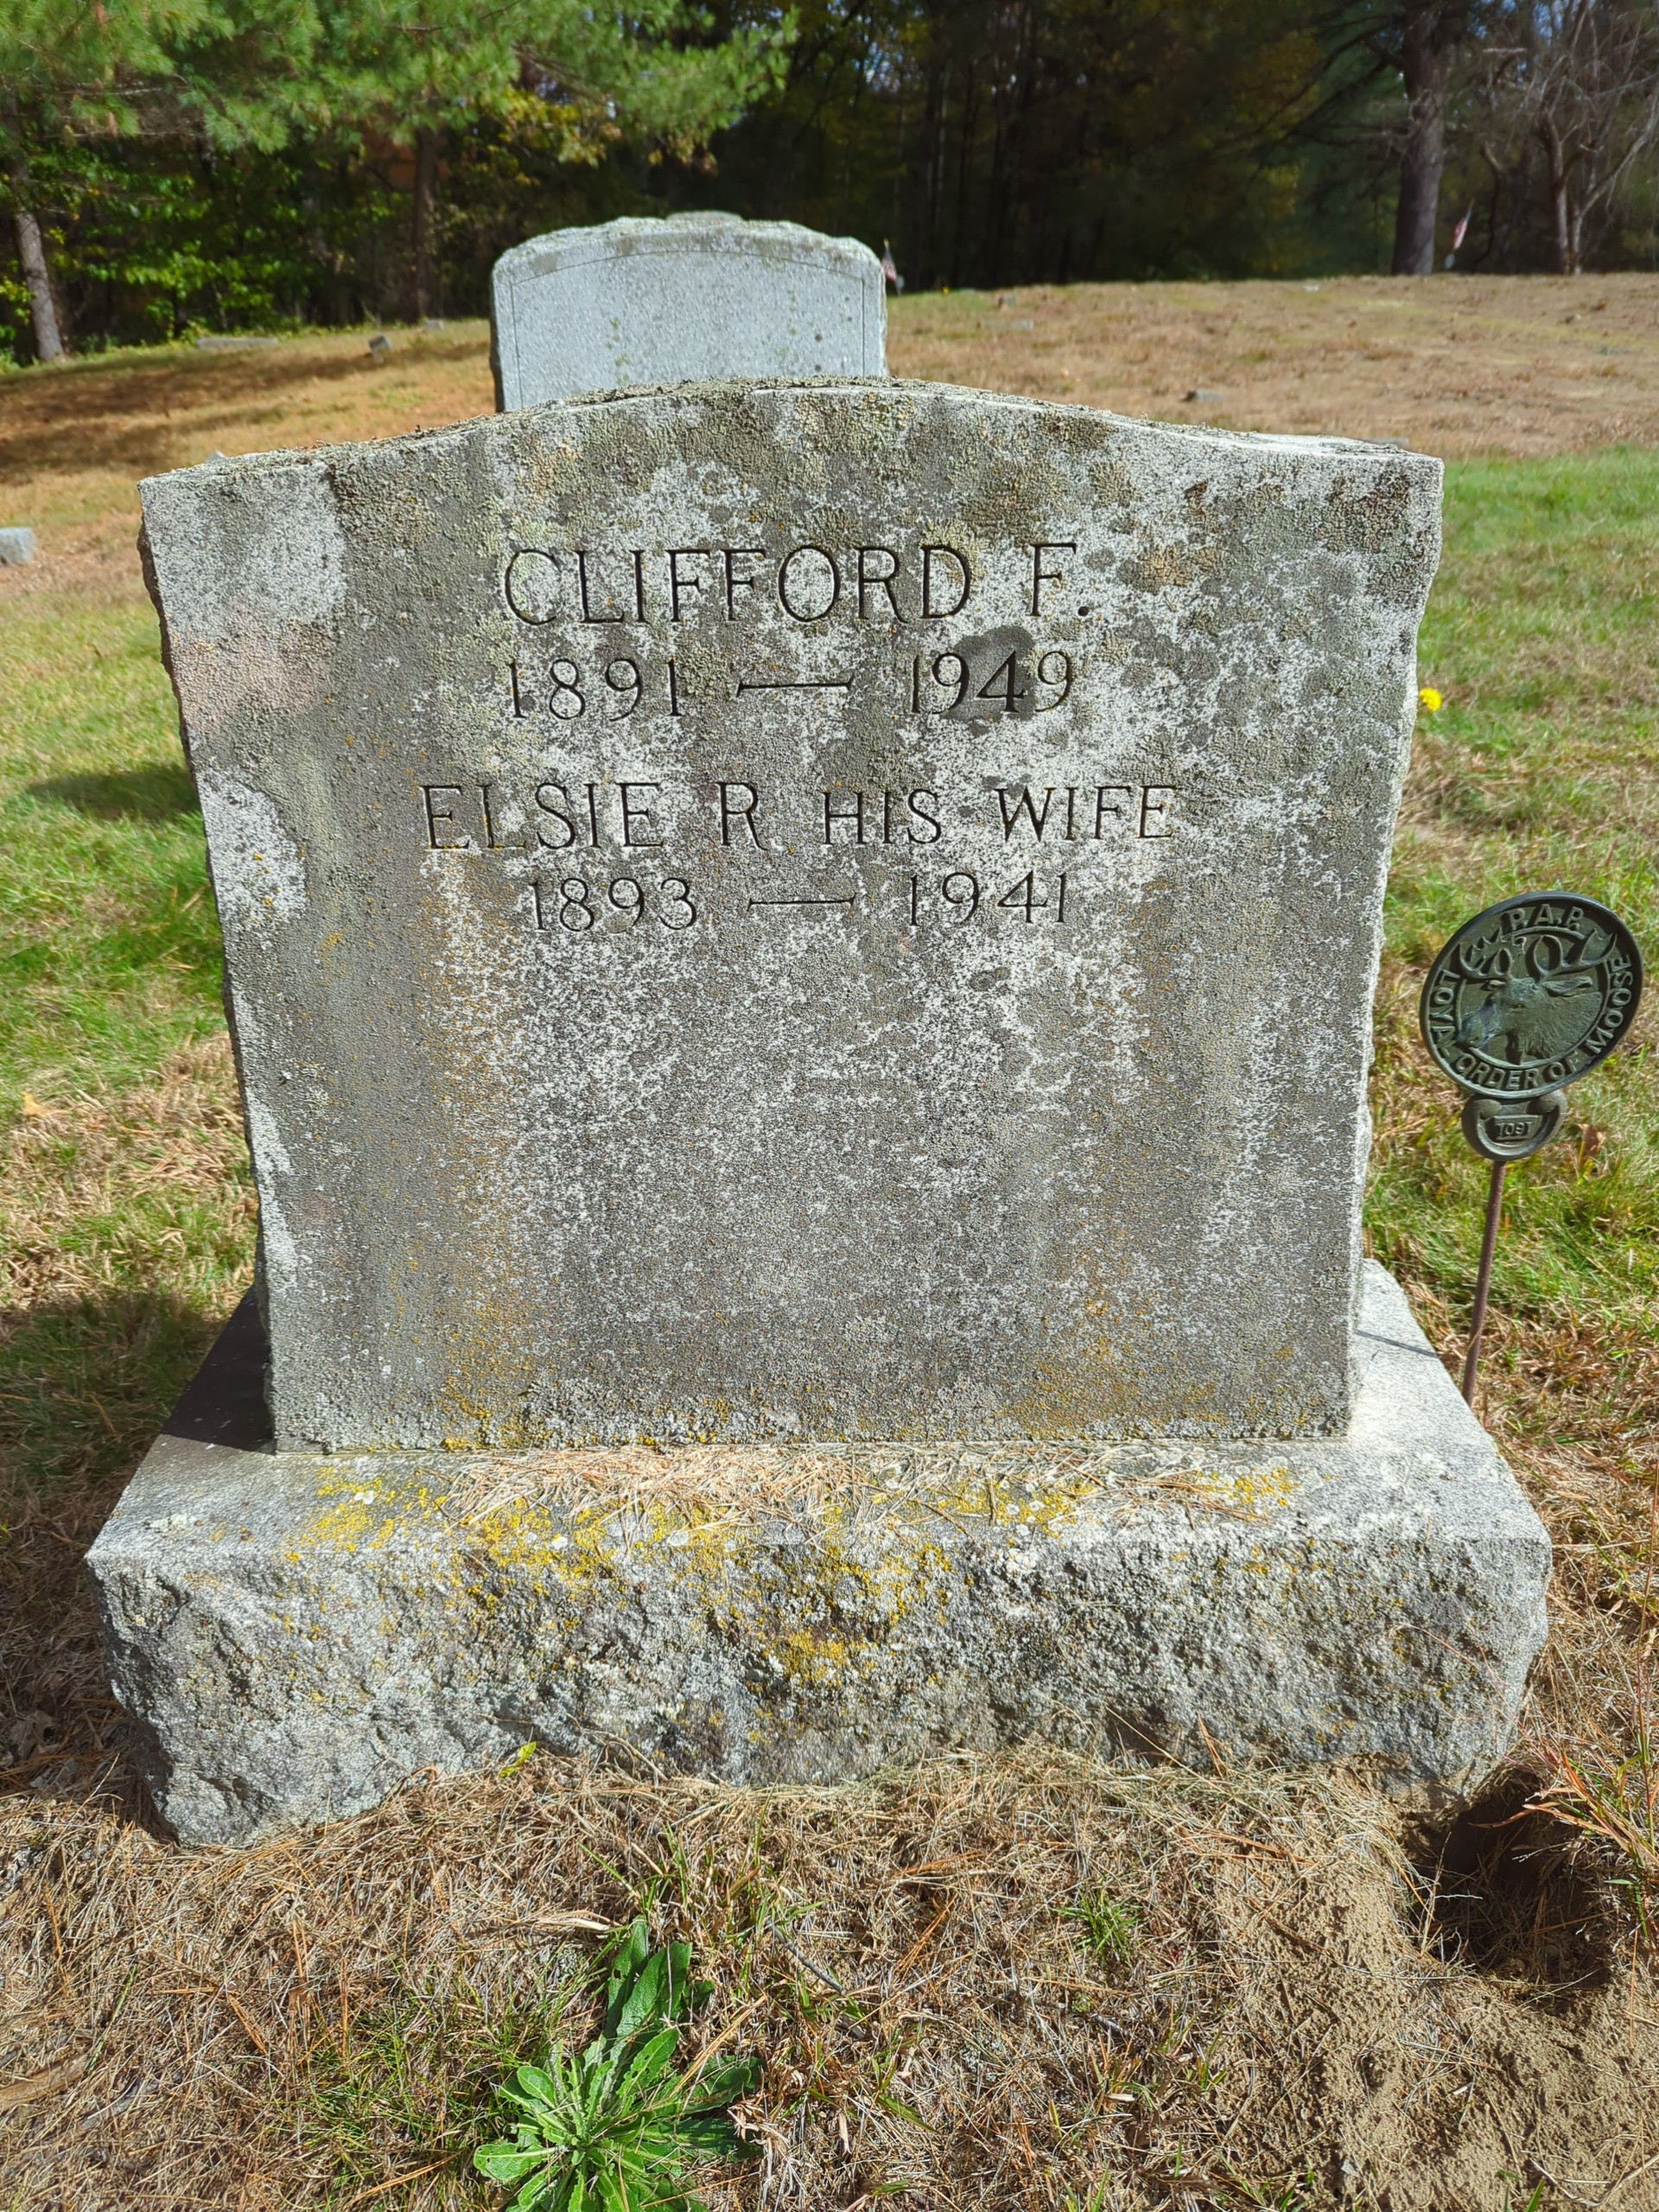 CLIFFORD F.
1891 — 1949
ELSIE R. HIS WIFE
1893 — 1941
P.A.P.
LOYAL ORDER OF MOOSE